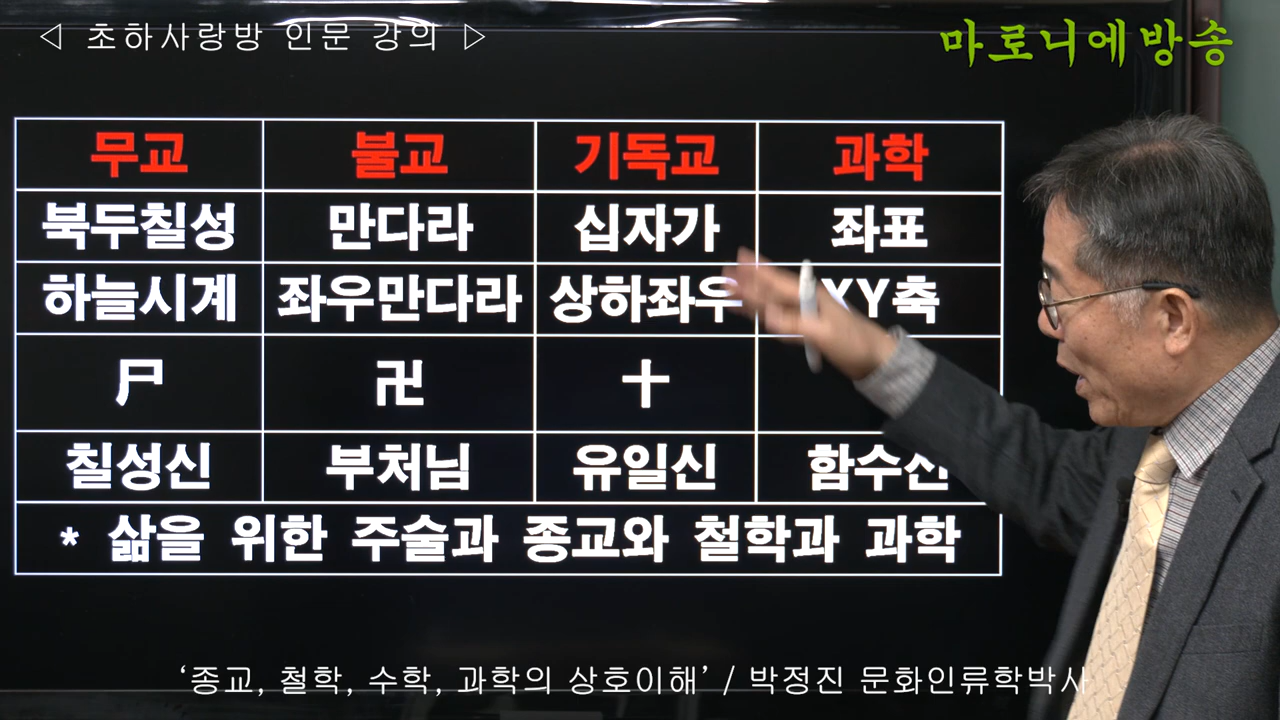 ◁ 초하사랑방 인문 강의 ▷
마로니에방송
무교 불교 기독교 과학
북두칠성 만다라 십자가 좌표
하늘시계 좌우만다라 상하좌우 XY축
尸 卍 十
칠성신 부처님 유일신 함수신
* 삶을 위한 주술과 종교와 철학과 과학
‘종교, 철학, 수학, 과학의 상호이해’ / 박정진 문화인류학박사